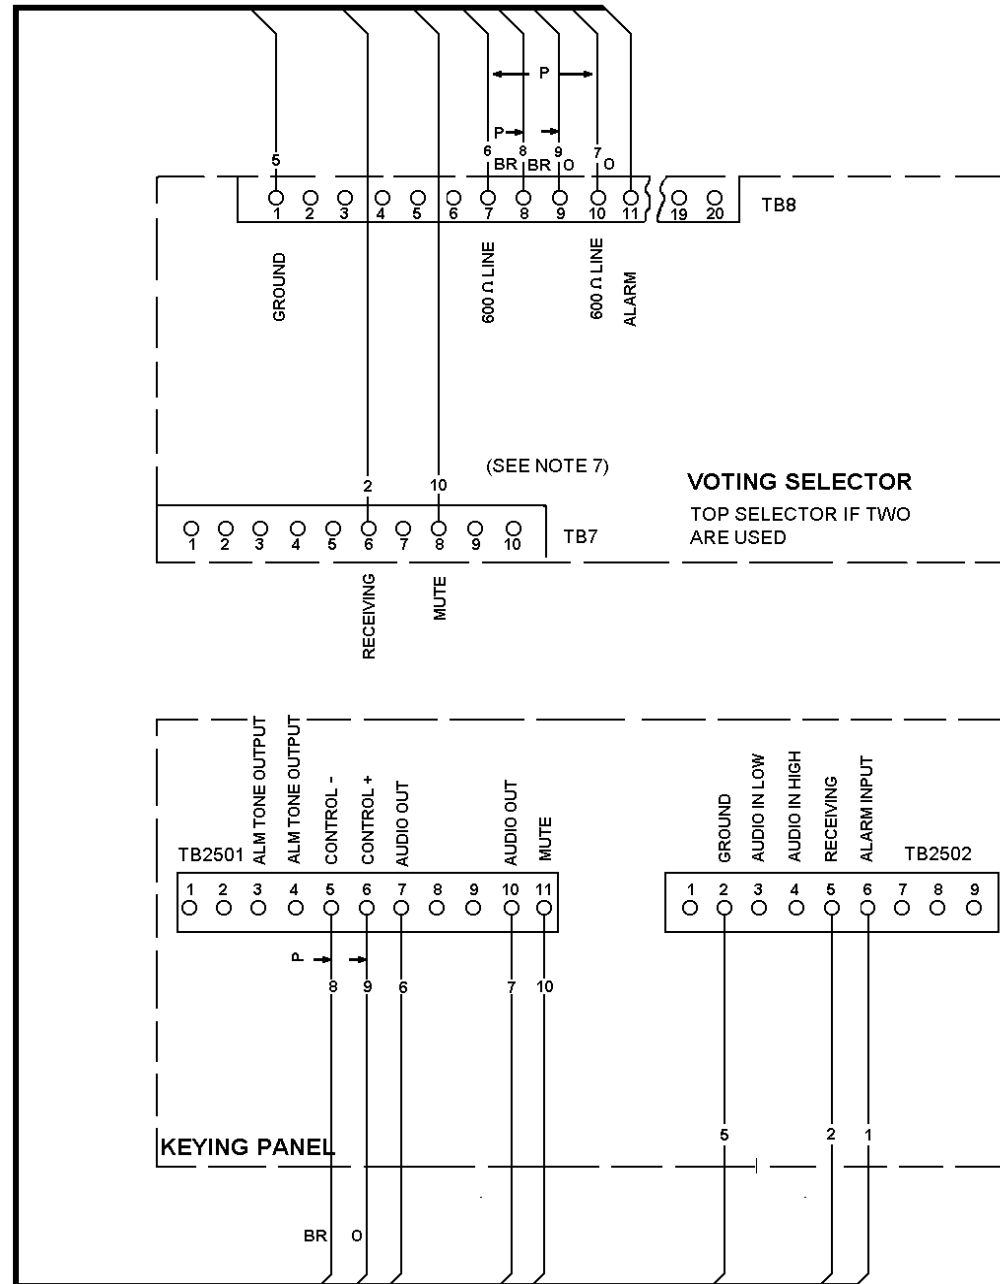 P
P
5
6
8
9
7
BR
BR
O
O
1
2
3
4
5
6
7
8
9
10
11
19
20
TB8
GROUND
600 Ω LINE
600 Ω LINE
ALARM
(SEE NOTE 7)
2
10
VOTING SELECTOR
TOP SELECTOR IF TWO
ARE USED
1
2
3
4
5
6
7
8
9
10
TB7
RECEIVING
MUTE
ALM TONE OUTPUT
ALM TONE OUTPUT
CONTROL -
CONTROL +
AUDIO OUT
AUDIO OUT
MUTE
GROUND
AUDIO IN LOW
AUDIO IN HIGH
RECEIVING
ALARM INPUT
TB2501
TB2502
1
2
3
4
5
6
7
8
9
10
11
1
2
3
4
5
6
7
8
9
P
8
9
6
7
10
5
2
1
KEYING PANEL
BR
O